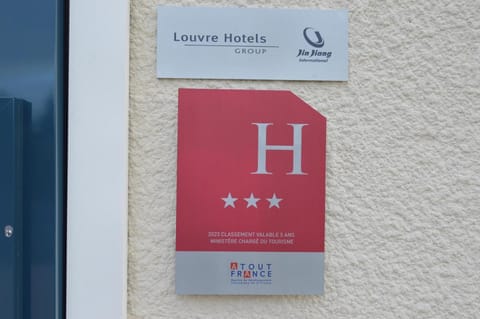 Louvre Hotels
GROUP
Jin Jiang
International
H
2023 CLASSEMENT VALABLE 5 ANS
MINISTÈRE CHARGÉ DU TOURISME
ATOUT
FRANCE